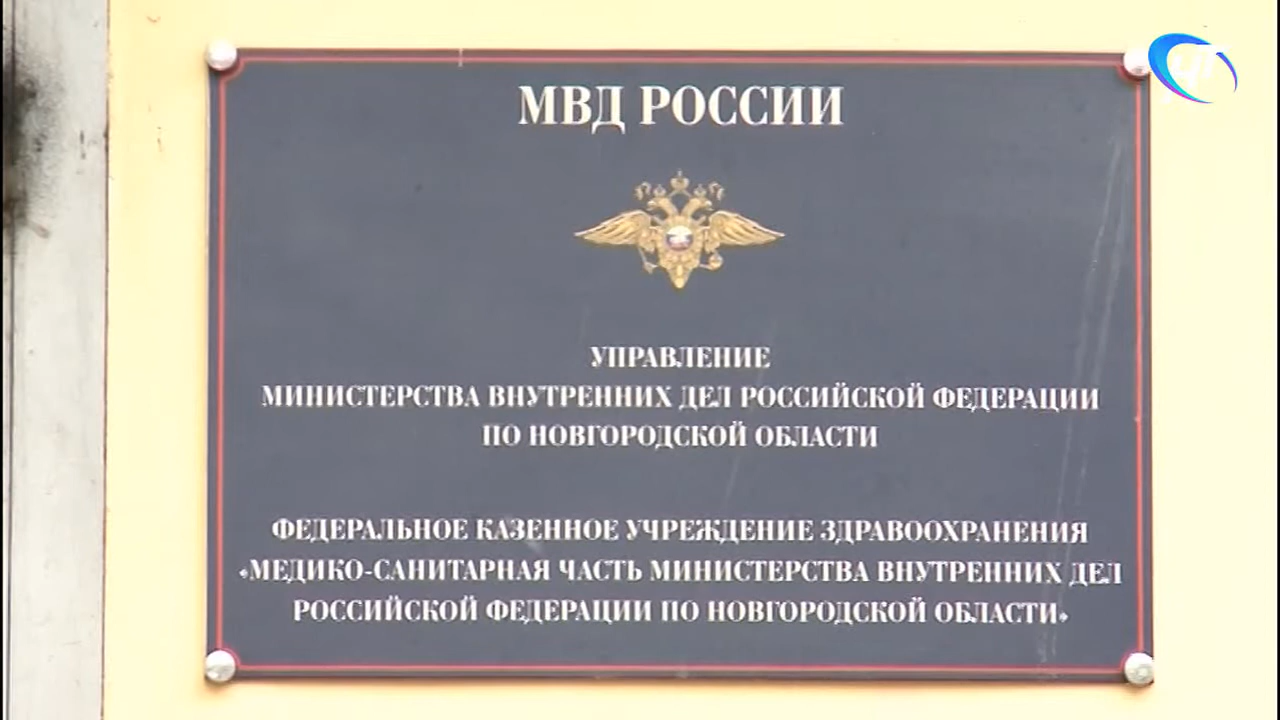 МВД РОССИИ
УПРАВЛЕНИЕ
МИНИСТЕРСТВА ВНУТРЕННИХ ДЕЛ РОССИЙСКОЙ ФЕДЕРАЦИИ
ПО НОВГОРОДСКОЙ ОБЛАСТИ
ФЕДЕРАЛЬНОЕ КАЗЕННОЕ УЧРЕЖДЕНИЕ ЗДРАВООХРАНЕНИЯ
«МЕДИКО-САНИТАРНАЯ ЧАСТЬ МИНИСТЕРСТВА ВНУТРЕННИХ ДЕЛ
РОССИЙСКОЙ ФЕДЕРАЦИИ ПО НОВГОРОДСКОЙ ОБЛАСТИ»